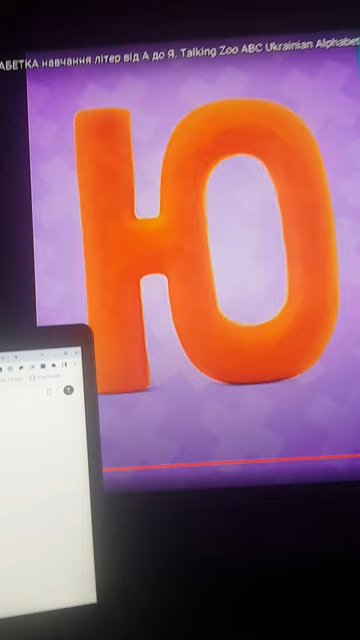 АБЕТКА навчання літер від А до Я. Talking Zoo ABC Ukrainian Alphabet
Ю